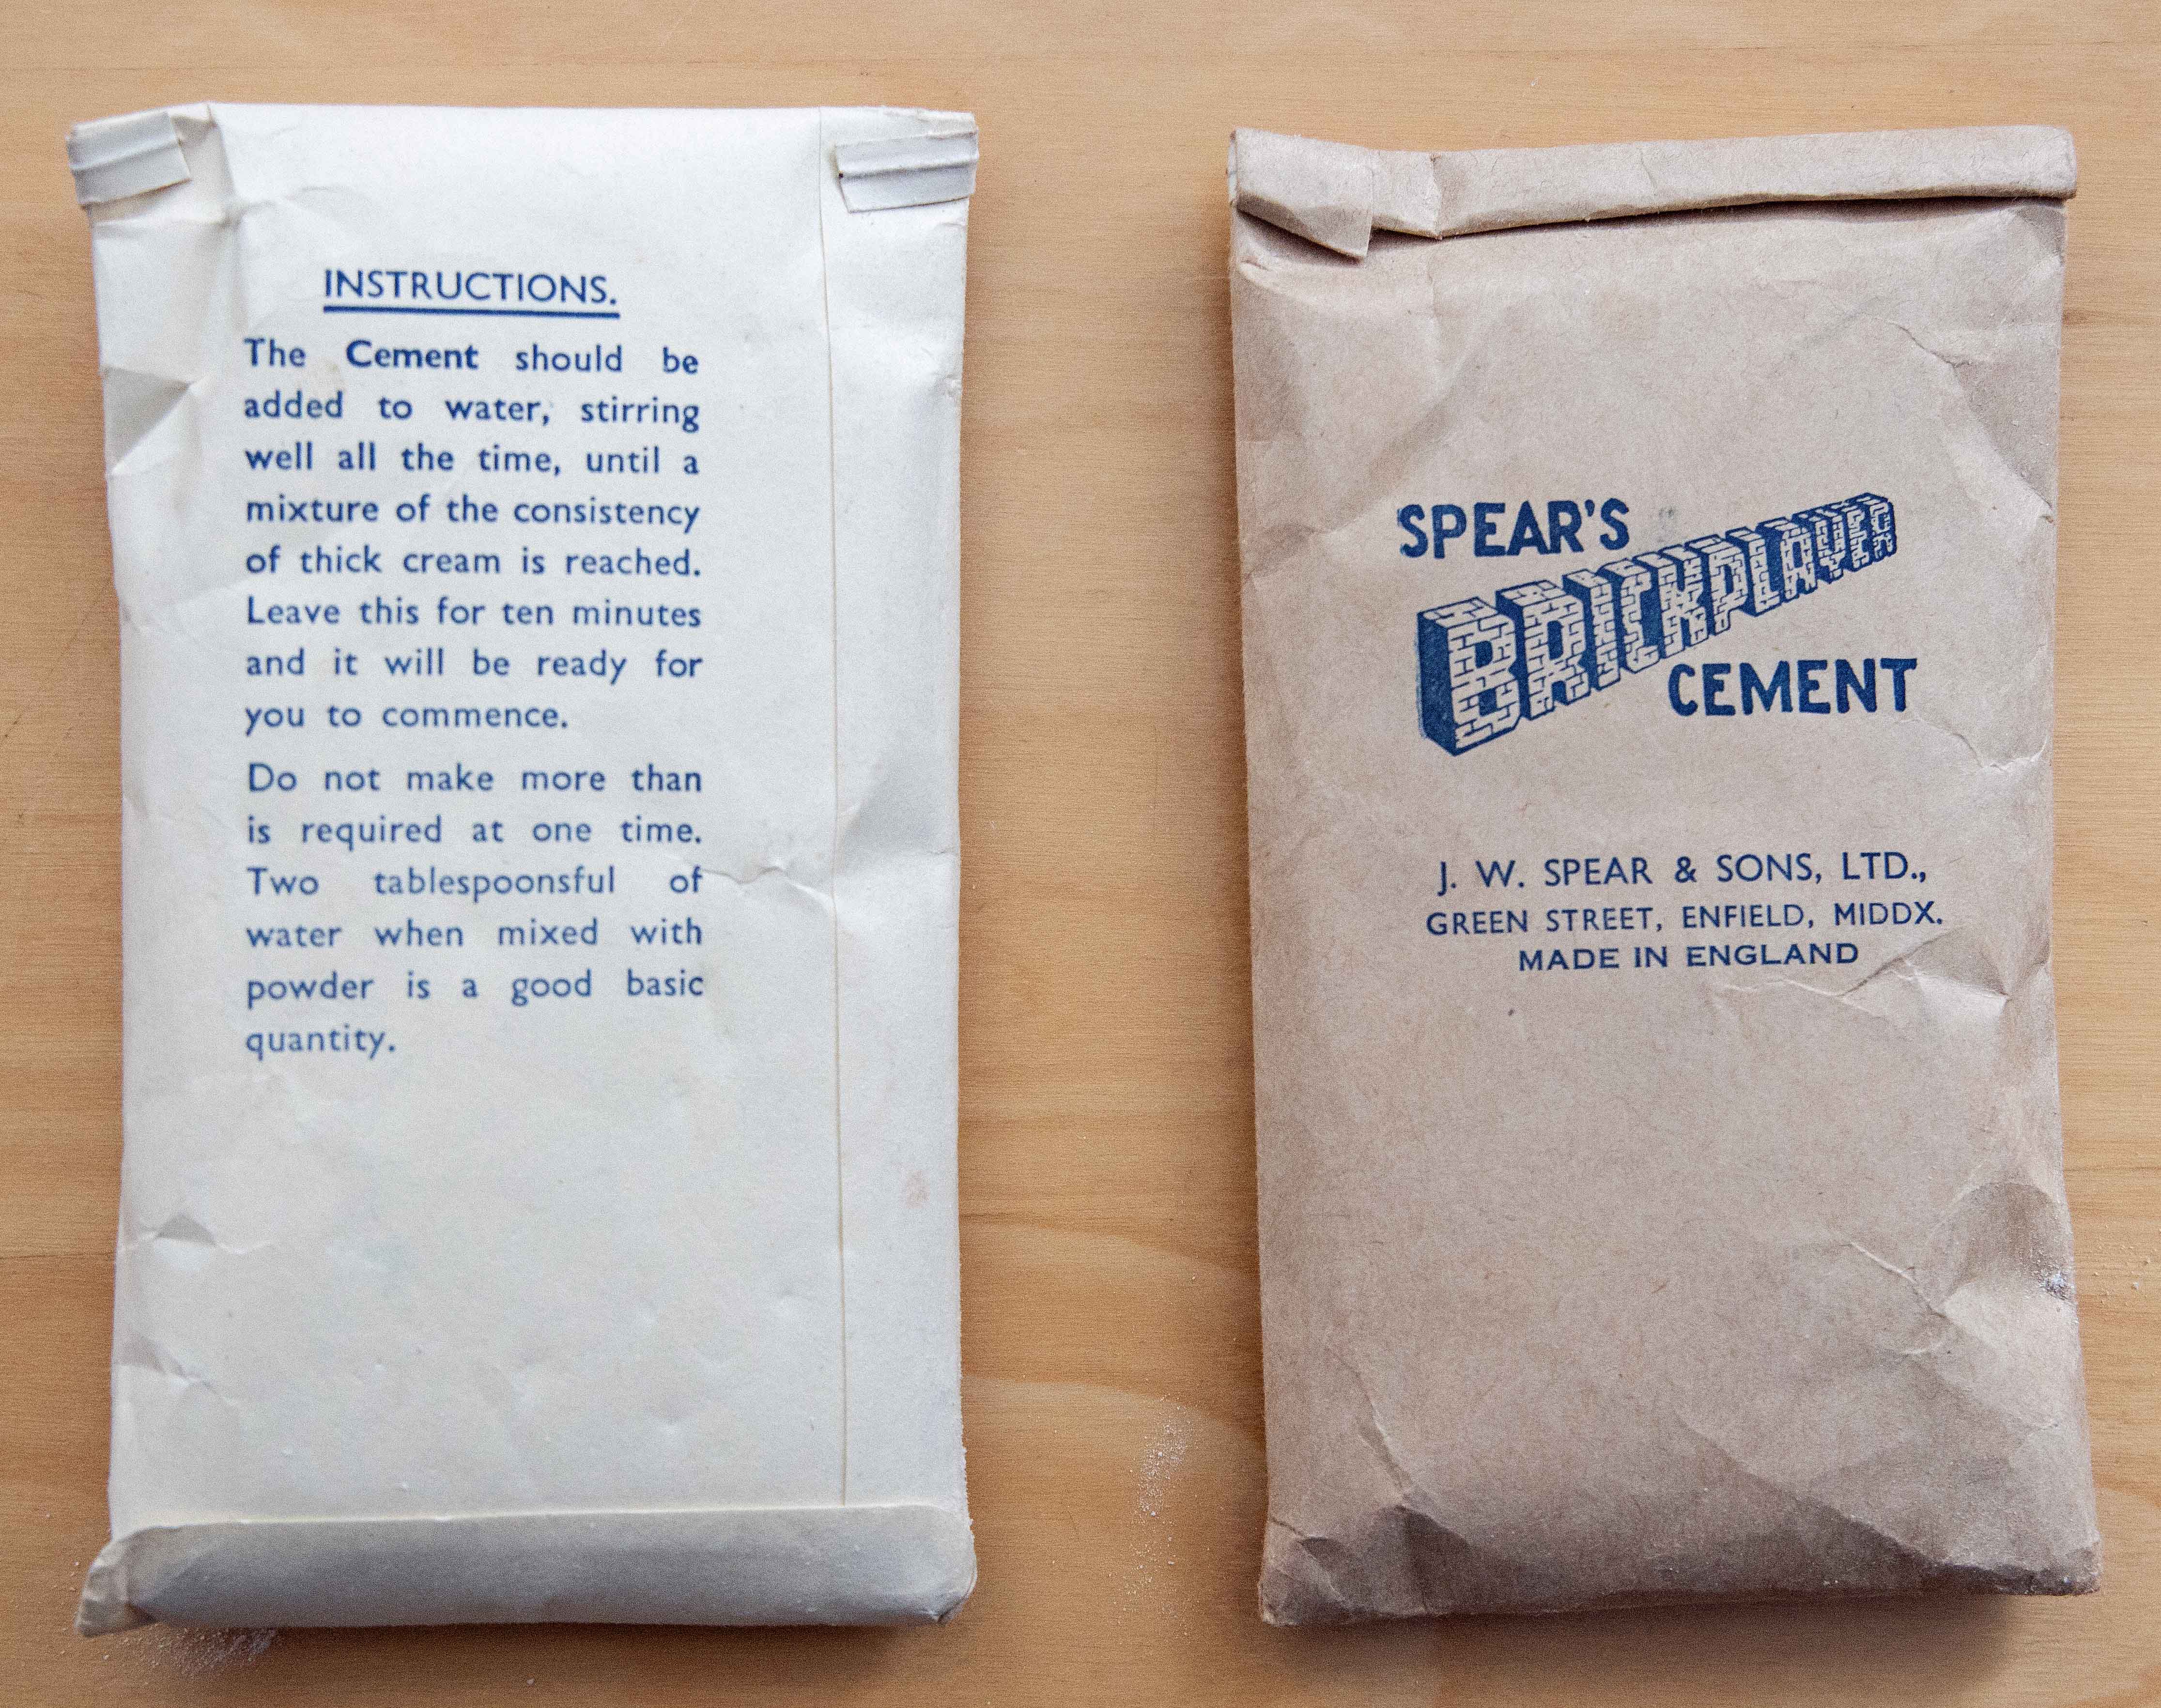 INSTRUCTIONS.
The Cement should be
added to water, stirring
well all the time, until a
mixture of the consistency
of thick cream is reached.
Leave this for ten minutes
and it will be ready for
you to commence.
Do not make more than
is required at one time.
Two tablespoonsful of
water when mixed with
powder is a good basic
quantity.
SPEAR'S
BRICKPLAYER
CEMENT
J. W. SPEAR & SONS, LTD.,
GREEN STREET, ENFIELD, MIDDX.
MADE IN ENGLAND